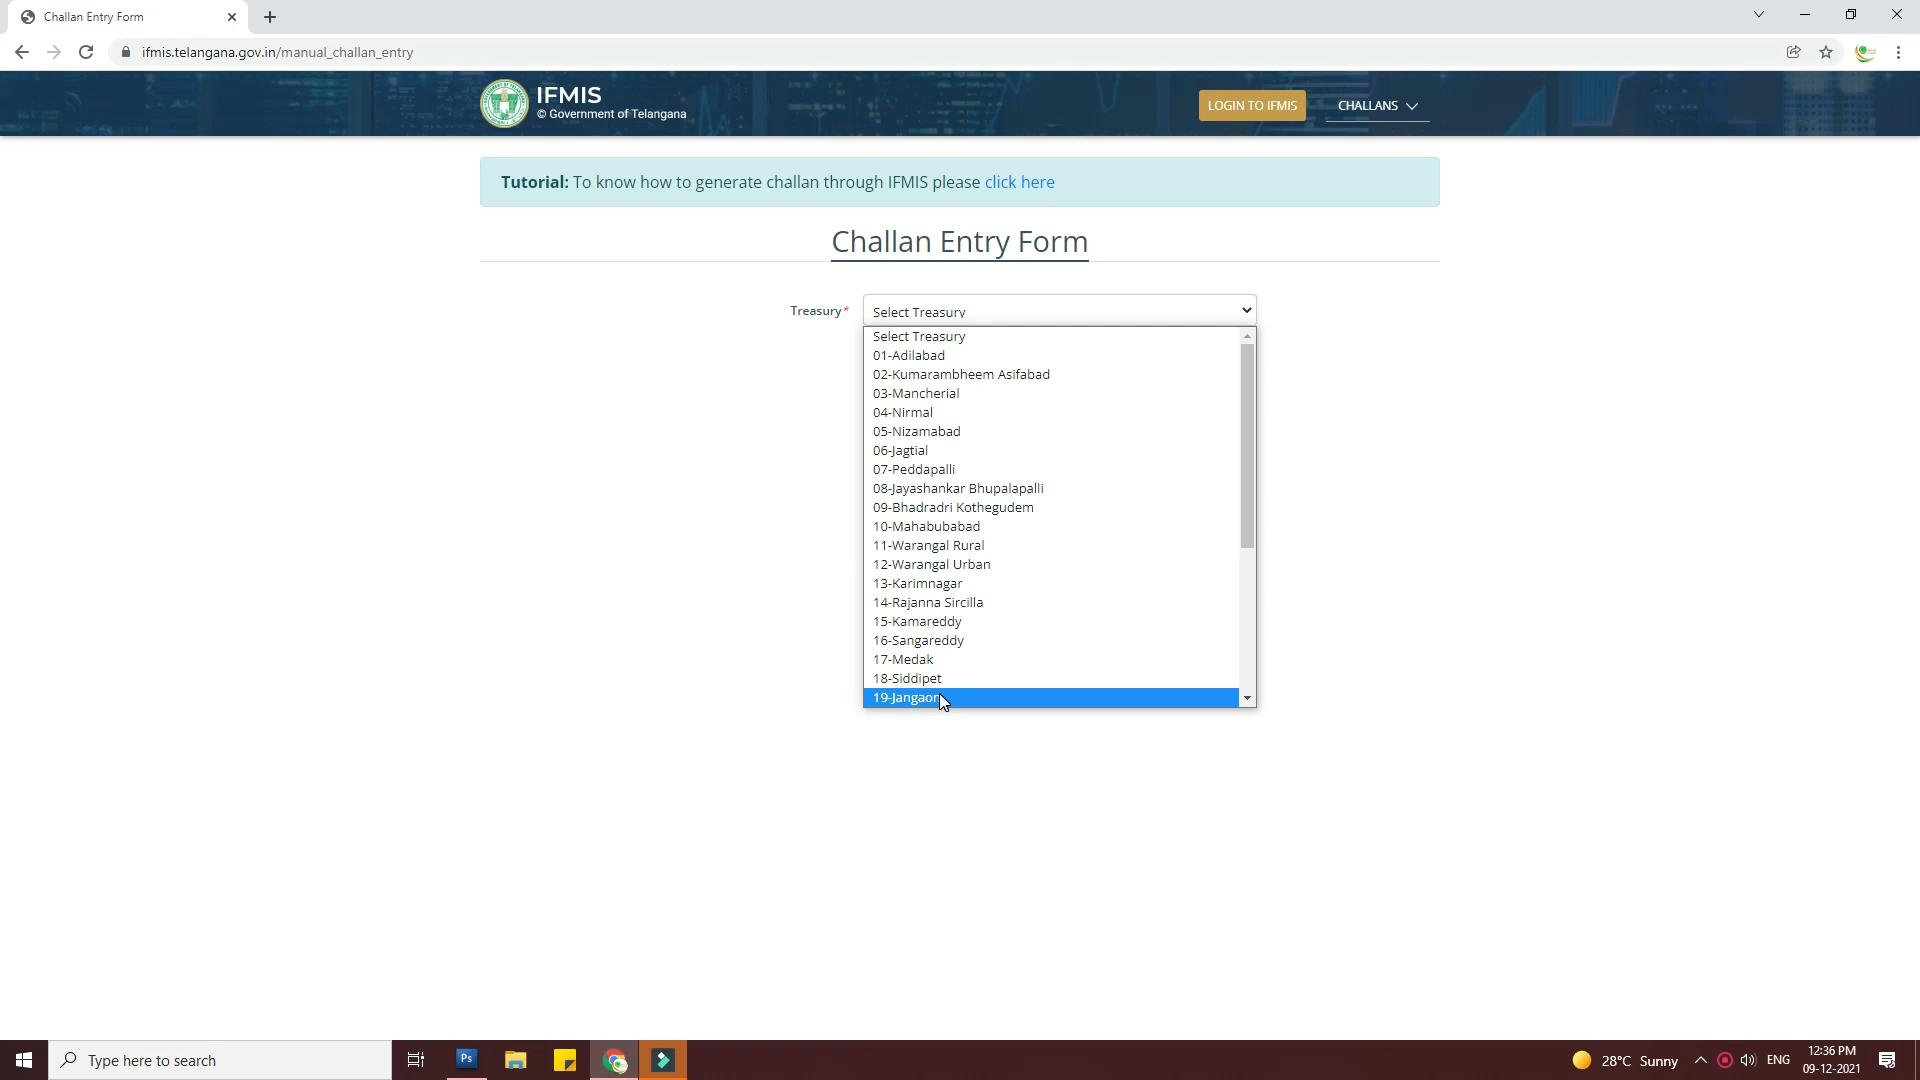 Challan Entry Form
ifmis.telangana.gov.in/manual_challan_entry
IFMIS
© Government of Telangana
LOGIN TO IFMIS
CHALLANS
Tutorial: To know how to generate challan through IFMIS please click here
Challan Entry Form
Treasury*
Select Treasury
Select Treasury
01-Adilabad
02-Kumarambheem Asifabad
03-Mancherial
04-Nirmal
05-Nizamabad
06-Jagtial
07-Peddapalli
08-Jayashankar Bhupalapalli
09-Bhadradri Kothegudem
10-Mahabubabad
11-Warangal Rural
12-Warangal Urban
13-Karimnagar
14-Rajanna Sircilla
15-Kamareddy
16-Sangareddy
17-Medak
18-Siddipet
19-Jangaon
Type here to search
Ps
28°C Sunny
ENG
12:36 PM
09-12-2021